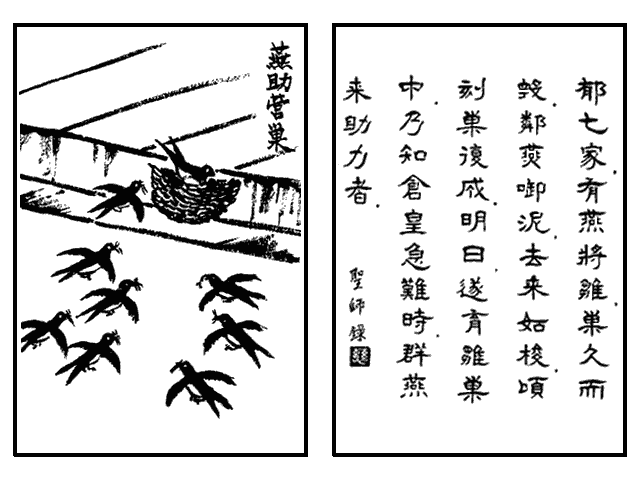 燕助营巢
郁七家有燕將雛巢久而
毀鄰燕啣泥去來如梭頃
刻巢復成明日遂育雛巢
中乃知倉皇急難時群燕
来助力者
聖師錄